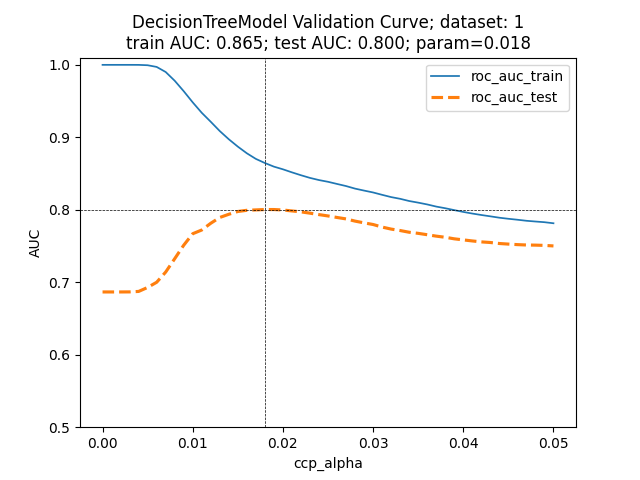 DecisionTreeModel Validation Curve; dataset: 1
train AUC: 0.865; test AUC: 0.800; param=0.018
roc_auc_train
roc_auc_test
AUC
1.0
0.9
0.8
0.7
0.6
0.5
0.00 0.01 0.02 0.03 0.04 0.05
ccp_alpha